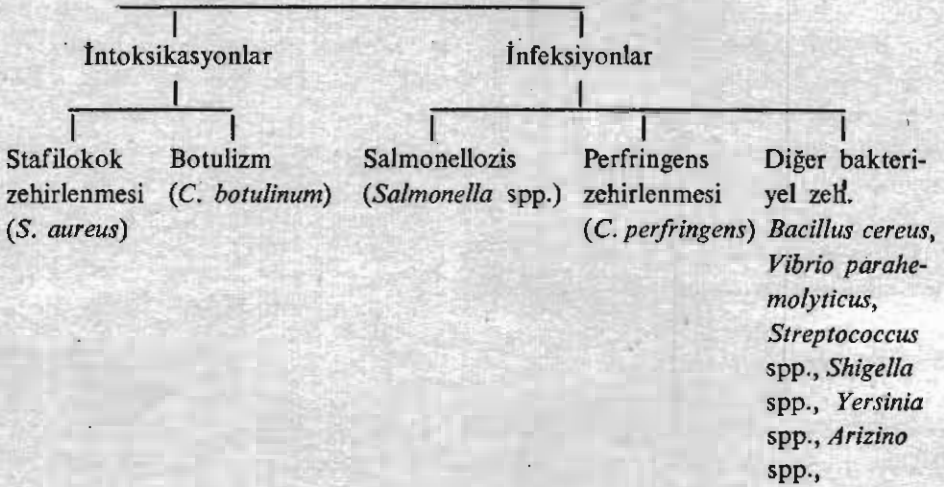 İntoksikasyonlar
İnfeksiyonlar
Stafilokok
zehirlenmesi
(S. aureus)
Botulizm
(C. botulinum)
Salmonellozis
(Salmonella spp.)
Perfringens
zehirlenmesi
(C. perfringens)
Diğer bakteri-
yel zeh.
Bacillus cereus,
Vibrio parahe-
molyticus,
Streptococcus
spp., Shigella
spp., Yersinia
spp., Arizino
spp.,